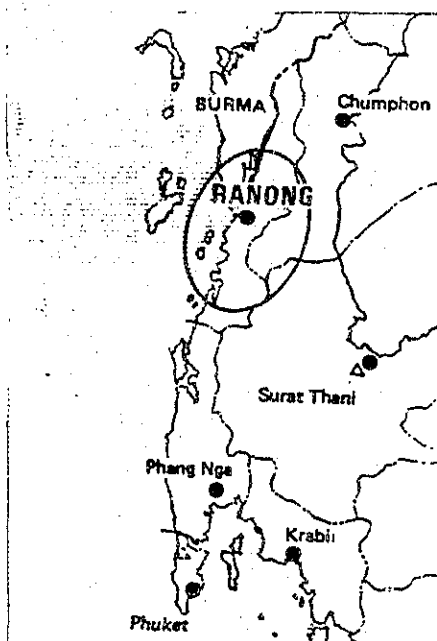 BURMA
Chumphon
RANONG
Surat Thani
Phang Nga
Krabi
Phuket